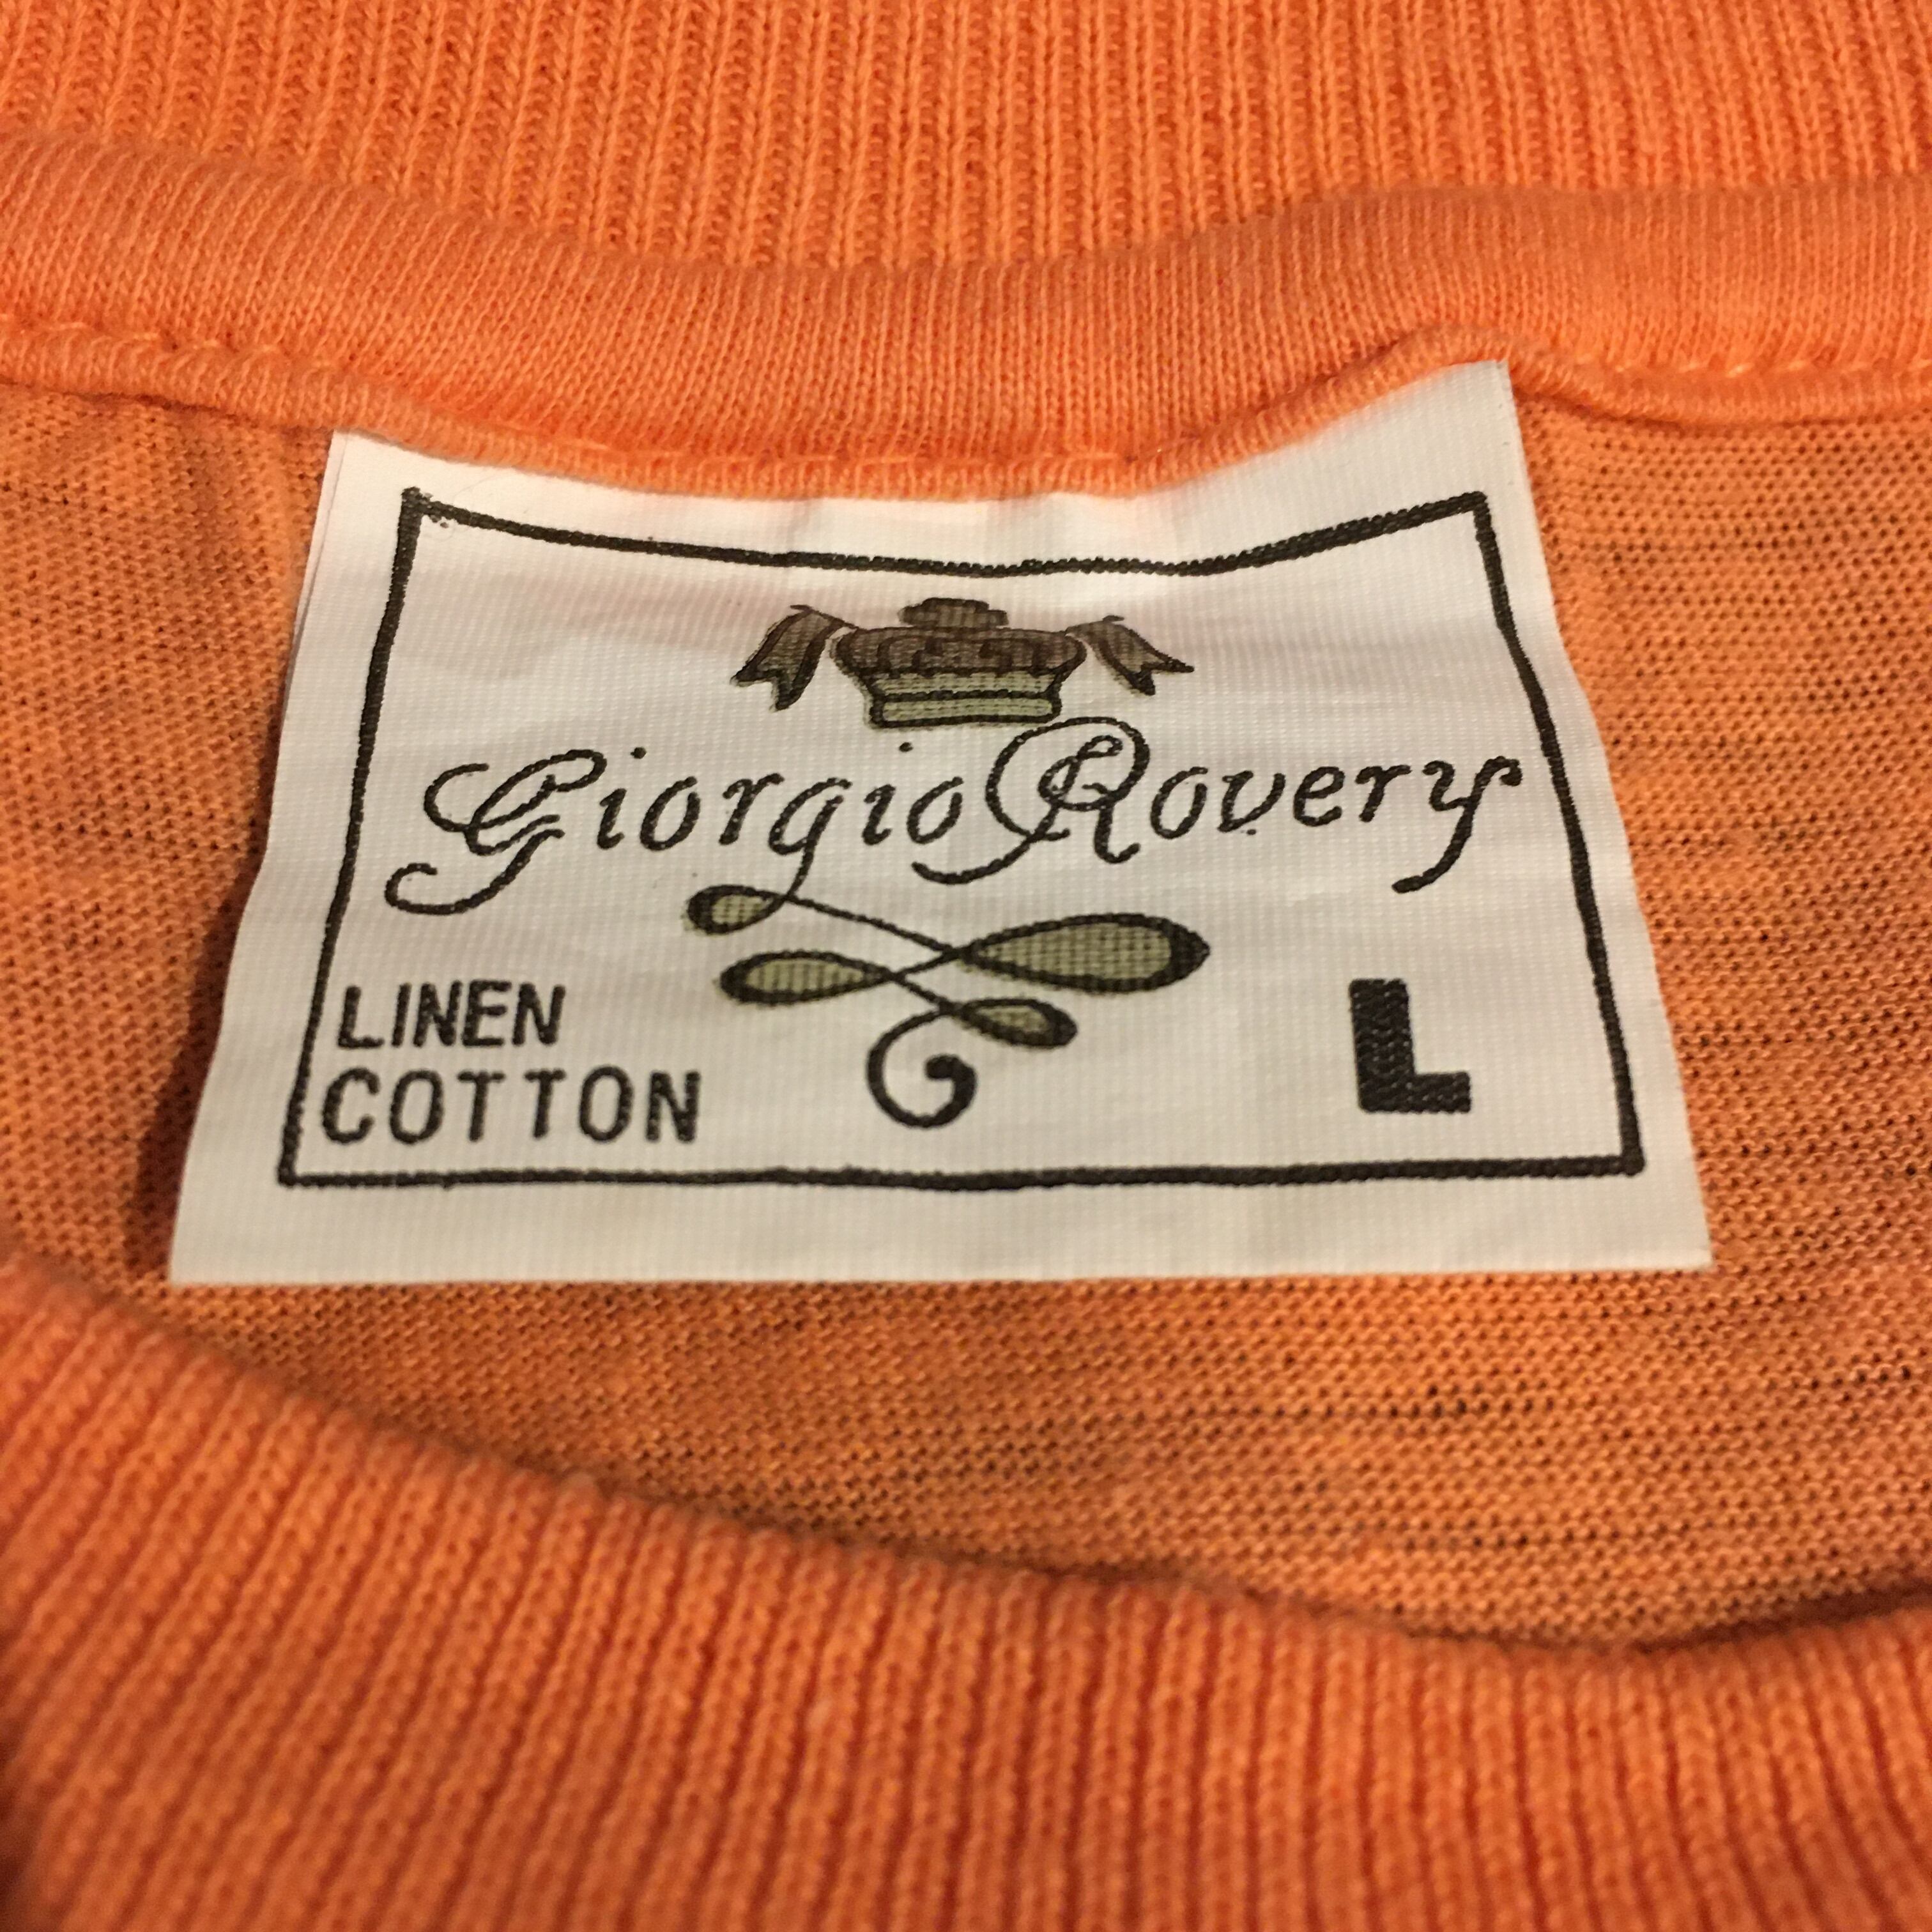 Giorgio Rovery
LINEN
COTTON
L